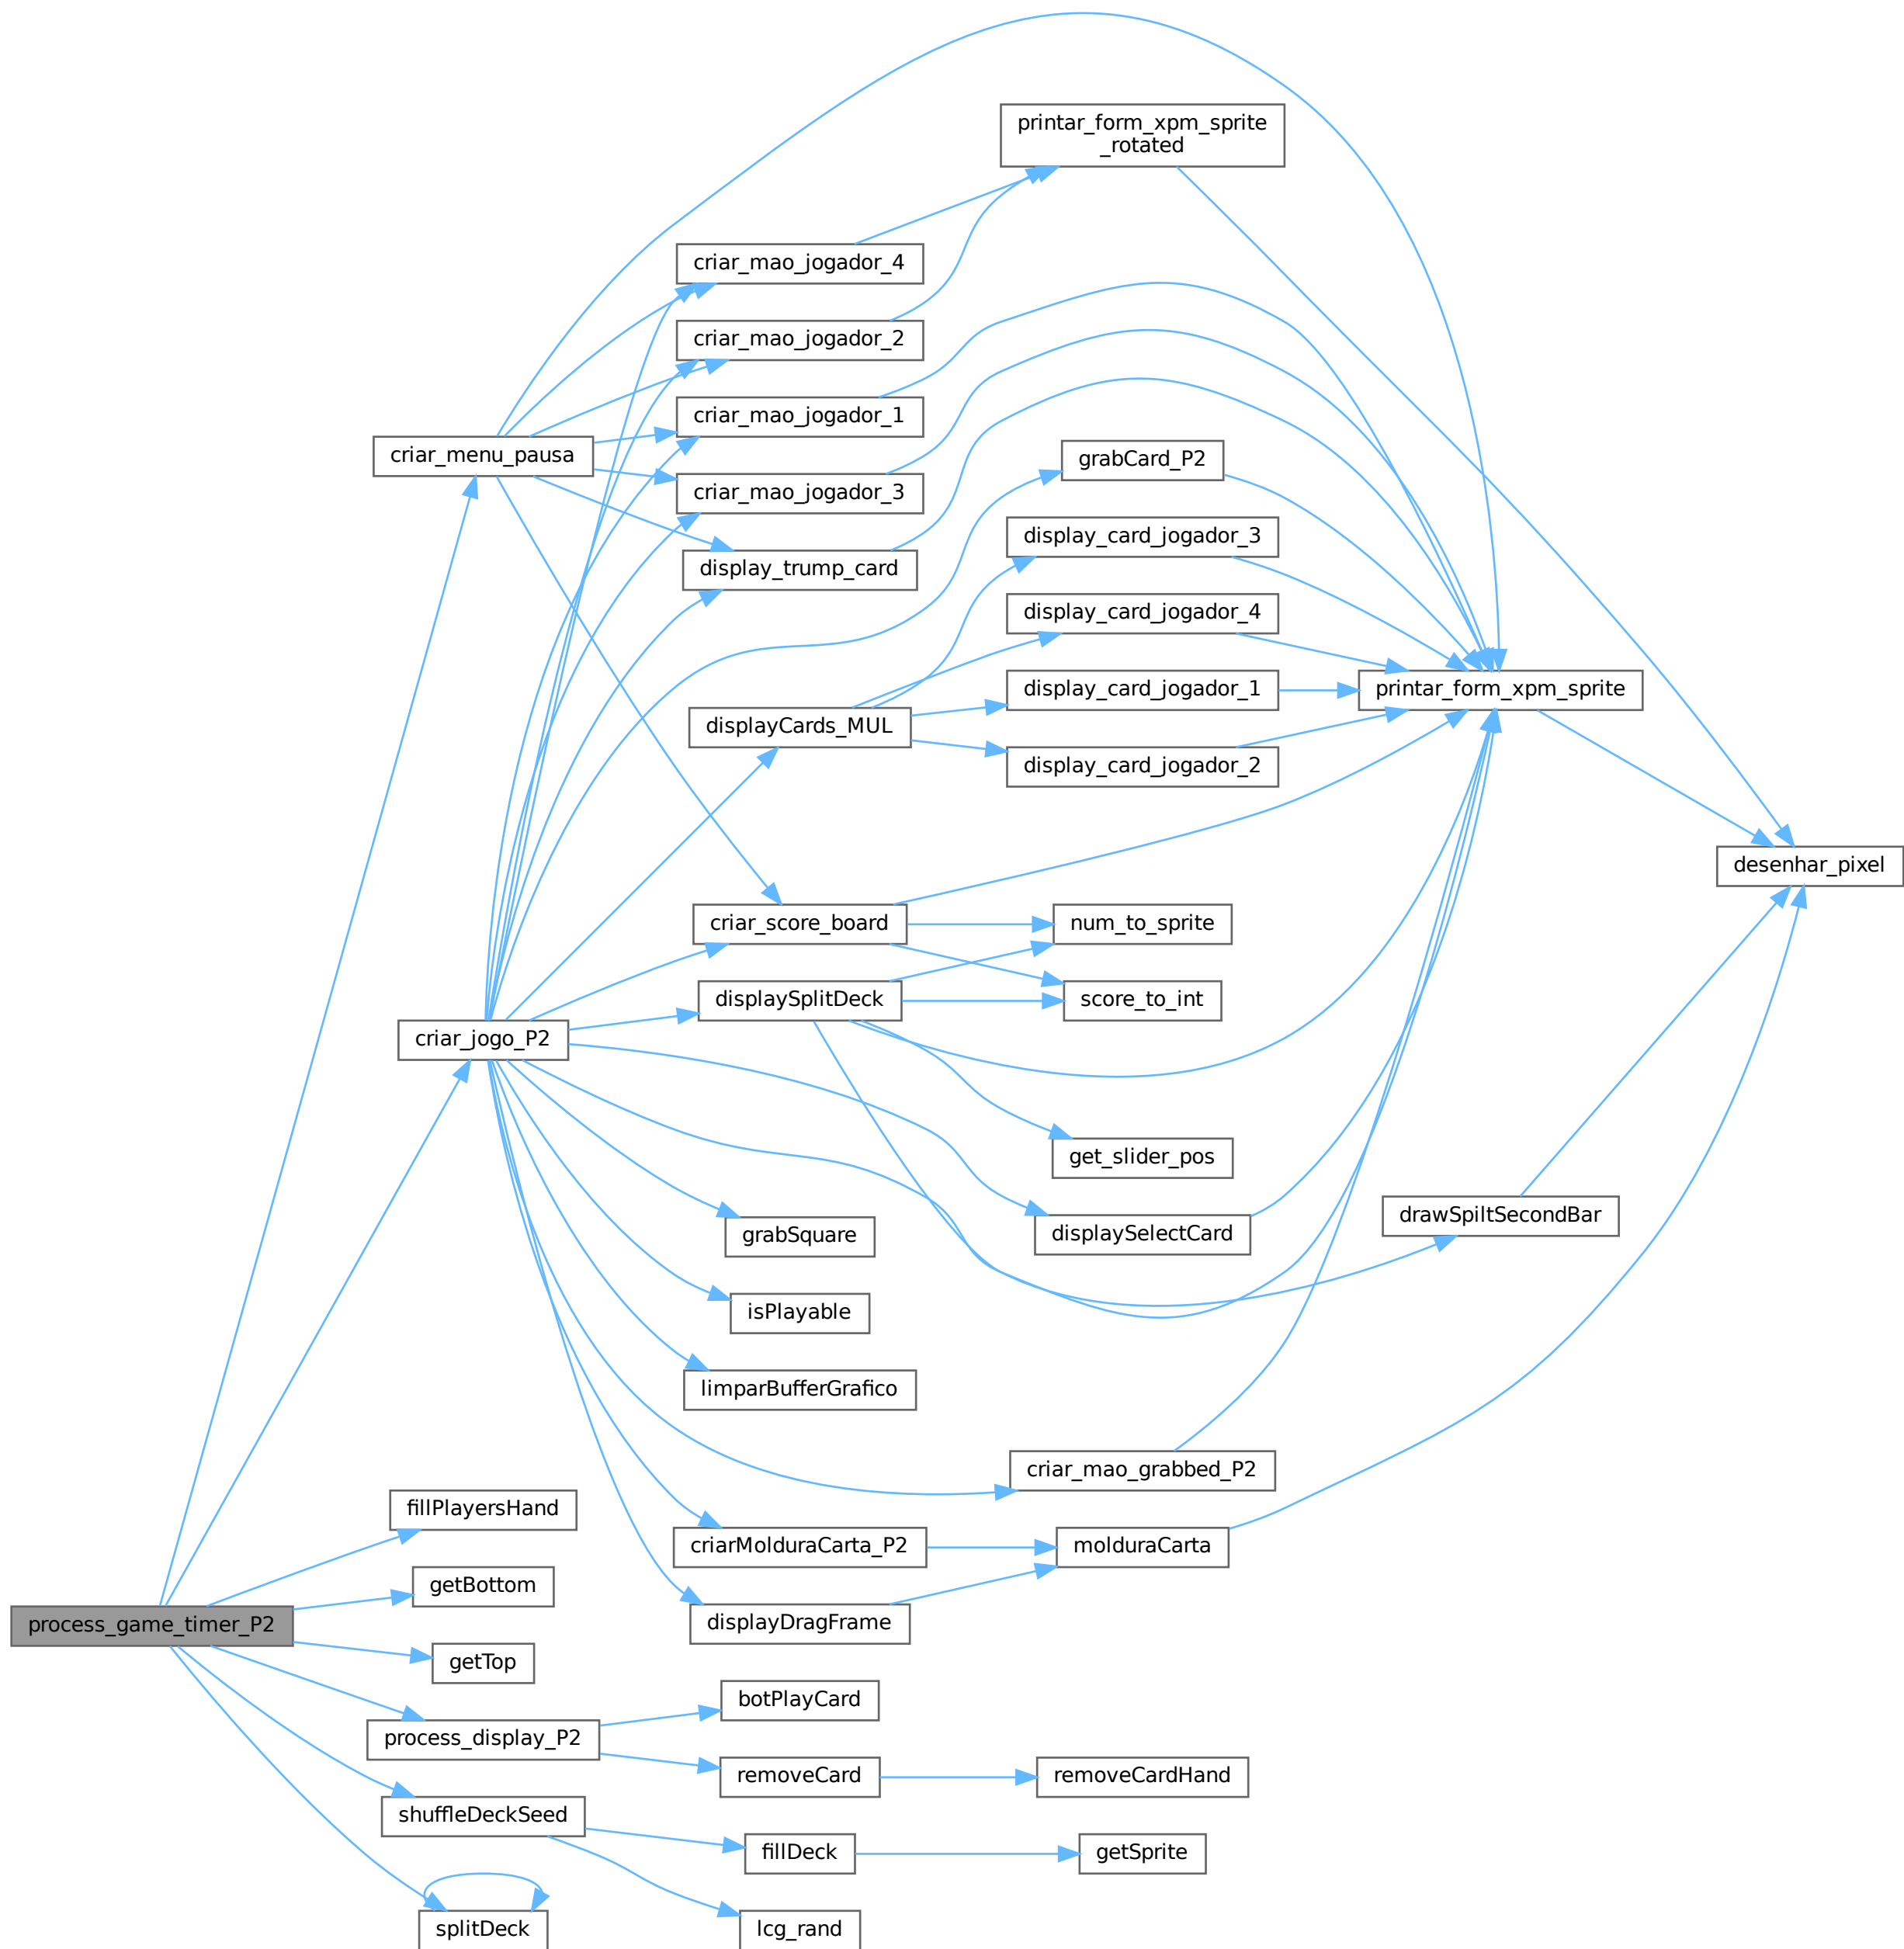 printar_form_xpm_sprite
_rotated
criar_mao_jogador_4
criar_mao_jogador_2
criar_mao_jogador_1
criar_menu_pausa
grabCard_P2
criar_mao_jogador_3
display_card_jogador_3
display_trump_card
display_card_jogador_4
printar_form_xpm_sprite
display_card_jogador_1
displayCards_MUL
display_card_jogador_2
desenhar_pixel
criar_score_board
num_to_sprite
displaySplitDeck
score_to_int
criar_jogo_P2
get_slider_pos
drawSpiltSecondBar
displaySelectCard
grabSquare
isPlayable
limparBufferGrafico
criar_mao_grabbed_P2
fillPlayersHand
criarMolduraCarta_P2
molduraCarta
getBottom
process_game_timer_P2
displayDragFrame
getTop
botPlayCard
process_display_P2
removeCard
removeCardHand
shuffleDeckSeed
fillDeck
getSprite
splitDeck
lcg_rand